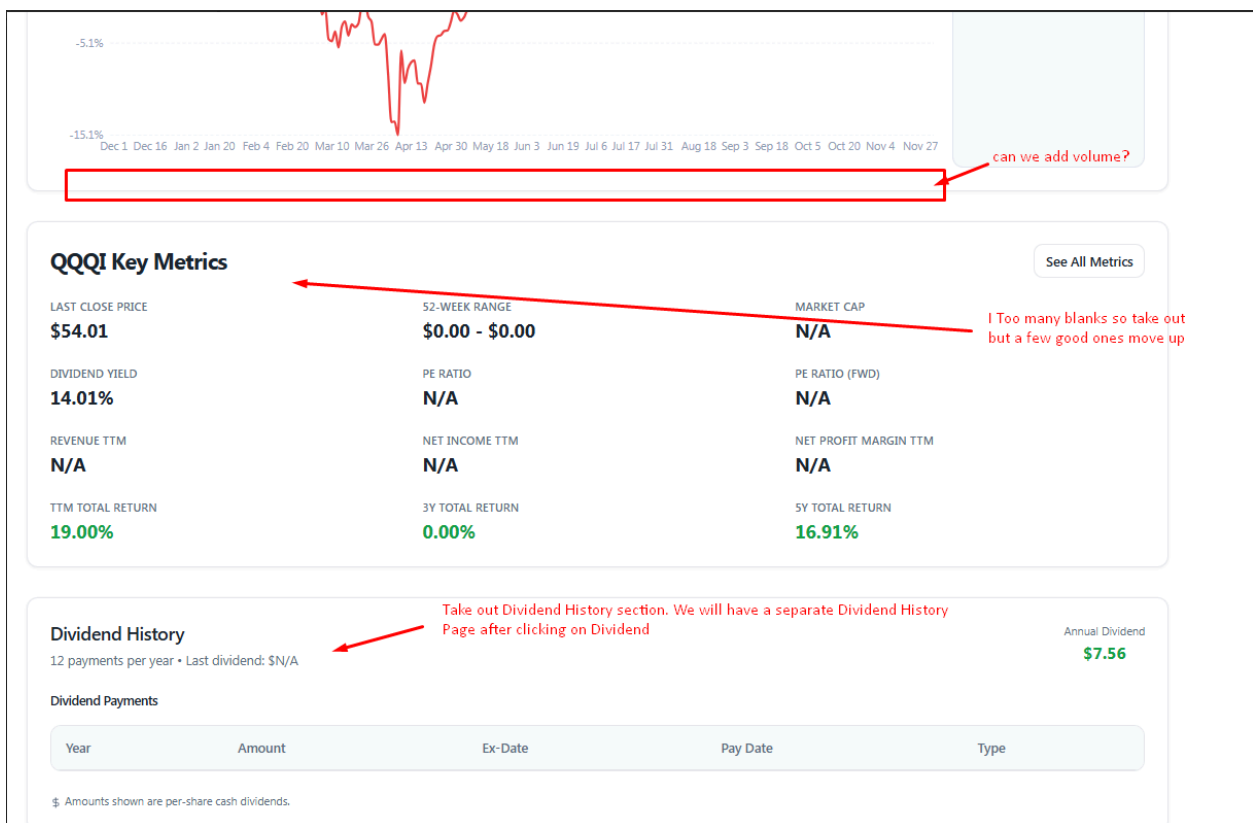 -5.1%
-15.1%
Dec 1 Dec 16 Jan 2 Jan 20 Feb 4 Feb 20 Mar 10 Mar 26 Apr 13 Apr 30 May 18 Jun 3 Jun 19 Jul 6 Jul 17 Jul 31 Aug 18 Sep 3 Sep 18 Oct 5 Oct 20 Nov 4 Nov 27
can we add volume?
QQQI Key Metrics
See All Metrics
LAST CLOSE PRICE 52-WEEK RANGE MARKET CAP
$54.01 $0.00 - $0.00 N/A
I Too many blanks so take out
but a few good ones move up
DIVIDEND YIELD PE RATIO PE RATIO (FWD)
14.01% N/A N/A
REVENUE TTM NET INCOME TTM NET PROFIT MARGIN TTM
N/A N/A N/A
TTM TOTAL RETURN 3Y TOTAL RETURN 5Y TOTAL RETURN
19.00% 0.00% 16.91%
Take out Dividend History section. We will have a separate Dividend History
Page after clicking on Dividend
Dividend History
12 payments per year • Last dividend: $N/A
Annual Dividend
$7.56
Dividend Payments
Year Amount Ex-Date Pay Date Type
$ Amounts shown are per-share cash dividends.